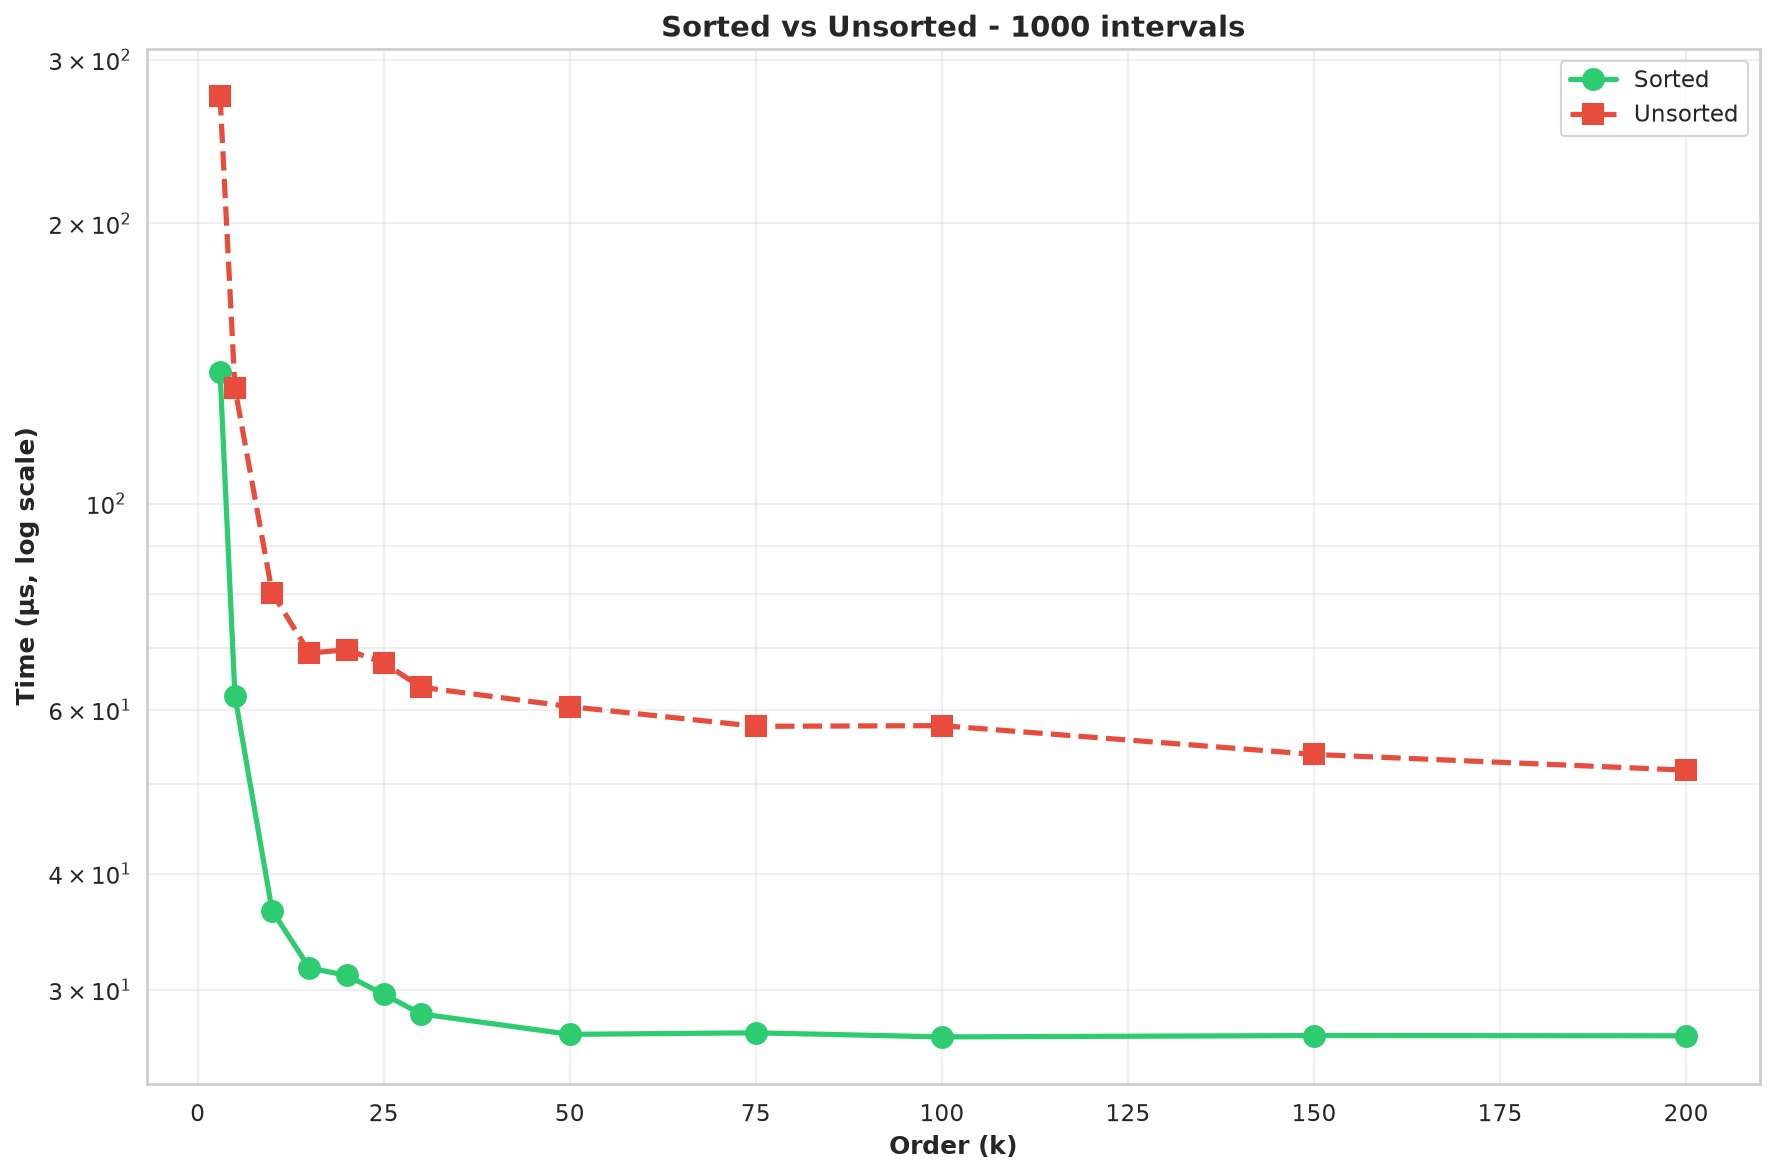 Sorted vs Unsorted - 1000 intervals
3 × 10²
2 × 10²
10²
6 × 10¹
4 × 10¹
3 × 10¹
Time (µs, log scale)
Sorted
Unsorted
0 25 50 75 100 125 150 175 200
Order (k)